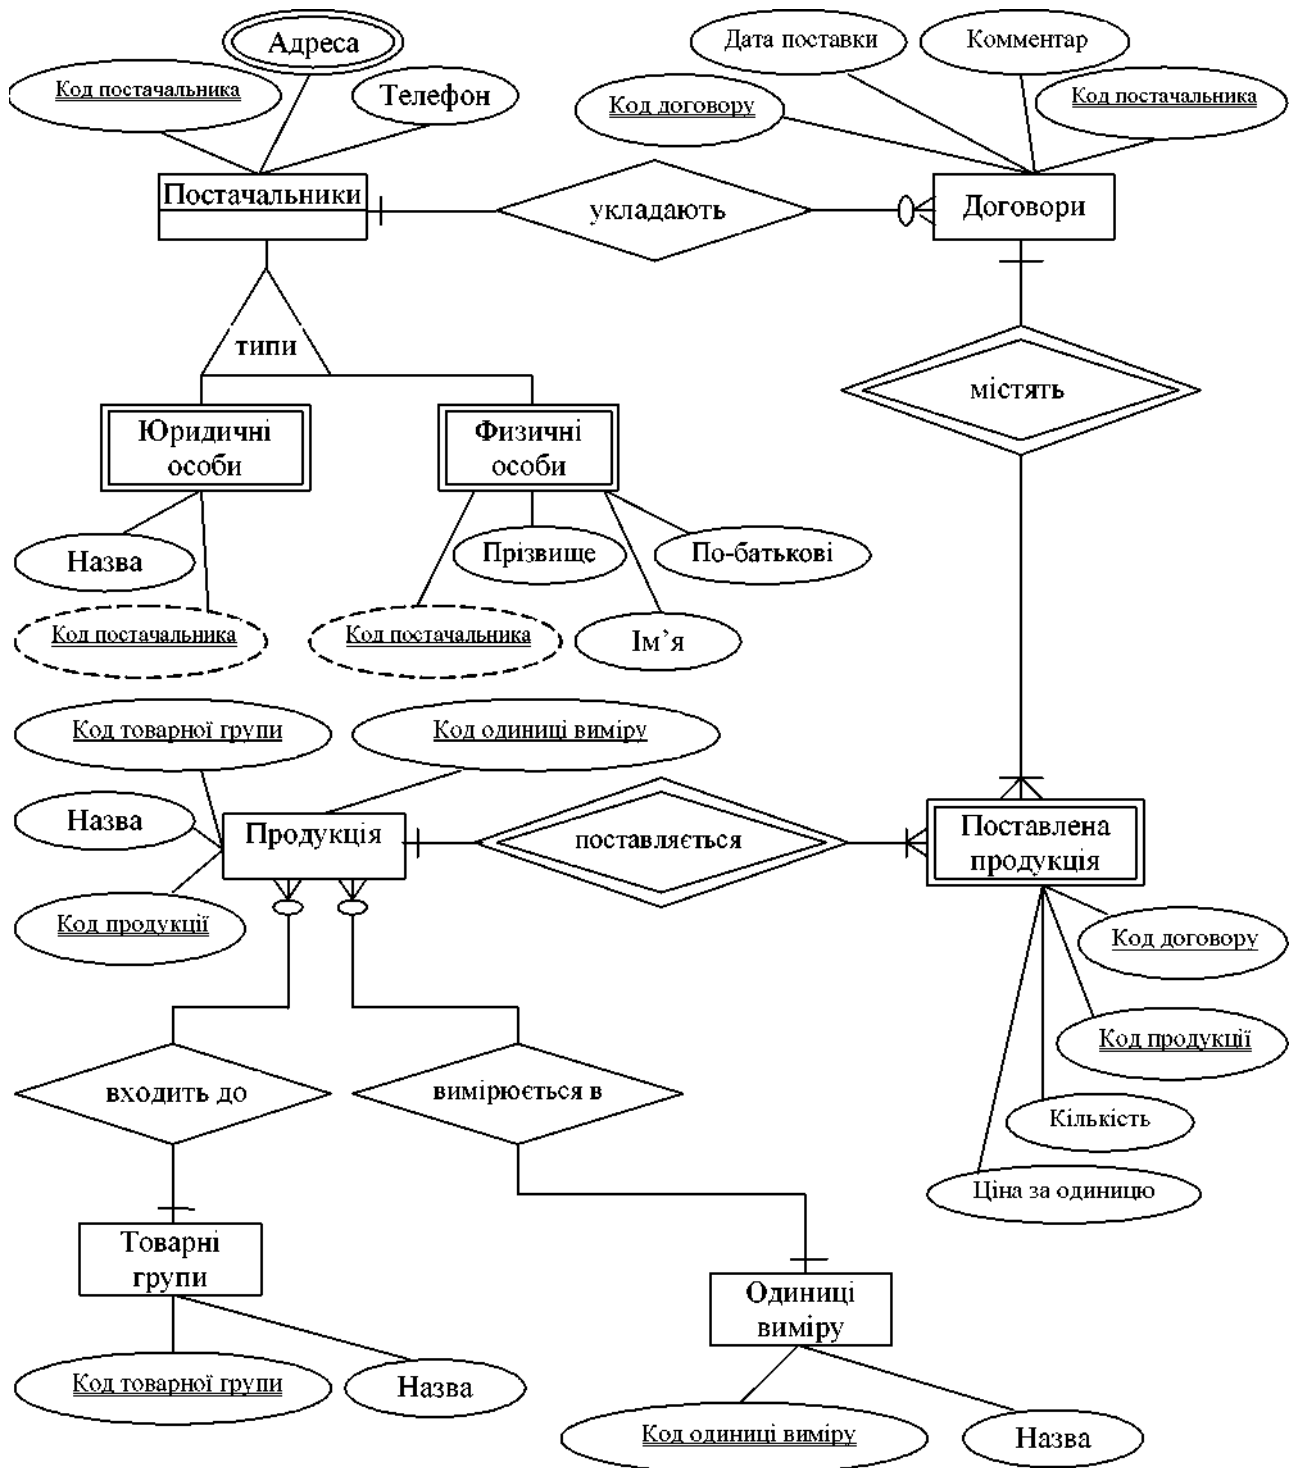 Адреса
Дата поставки
Комментар
Код постачальника
Телефон
Код договору
Код постачальника
Постачальники
укладають
Договори
типи
містять
Юридичні
особи
Физичні
особи
Назва
Прізвище
По-батькові
Код постачальника
Код постачальника
Ім’я
Код товарної групи
Код одиниці виміру
Назва
Продукція
поставляється
Поставлена
продукція
Код продукції
Код договору
Код продукції
входить до
вимірюється в
Кількість
Ціна за одиницю
Товарні
групи
Одиниці
виміру
Код товарної групи
Назва
Код одиниці виміру
Назва